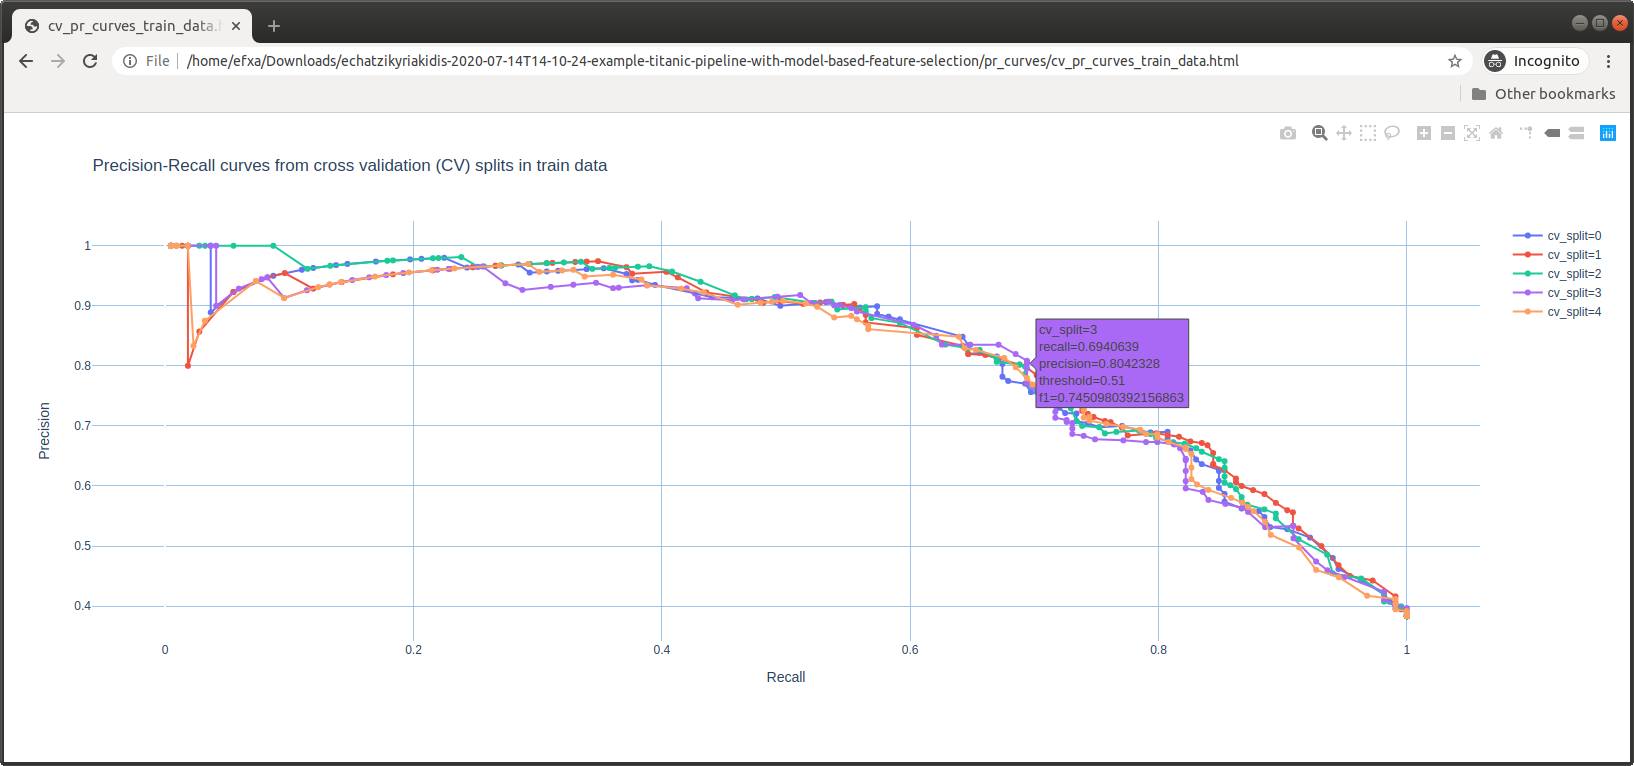 cv_pr_curves_train_data.h
File
/home/efxa/Downloads/echatzikyriakidis-2020-07-14T14-10-24-example-titanic-pipeline-with-model-based-feature-selection/pr_curves/cv_pr_curves_train_data.html
Incognito
Other bookmarks
Precision-Recall curves from cross validation (CV) splits in train data
cv_split=0
cv_split=1
cv_split=2
cv_split=3
cv_split=4
1
0.9
0.8
0.7
0.6
0.5
0.4
Precision
cv_split=3
recall=0.6940639
precision=0.8042328
threshold=0.51
f1=0.7450980392156863
0 0.2 0.4 0.6 0.8 1
Recall